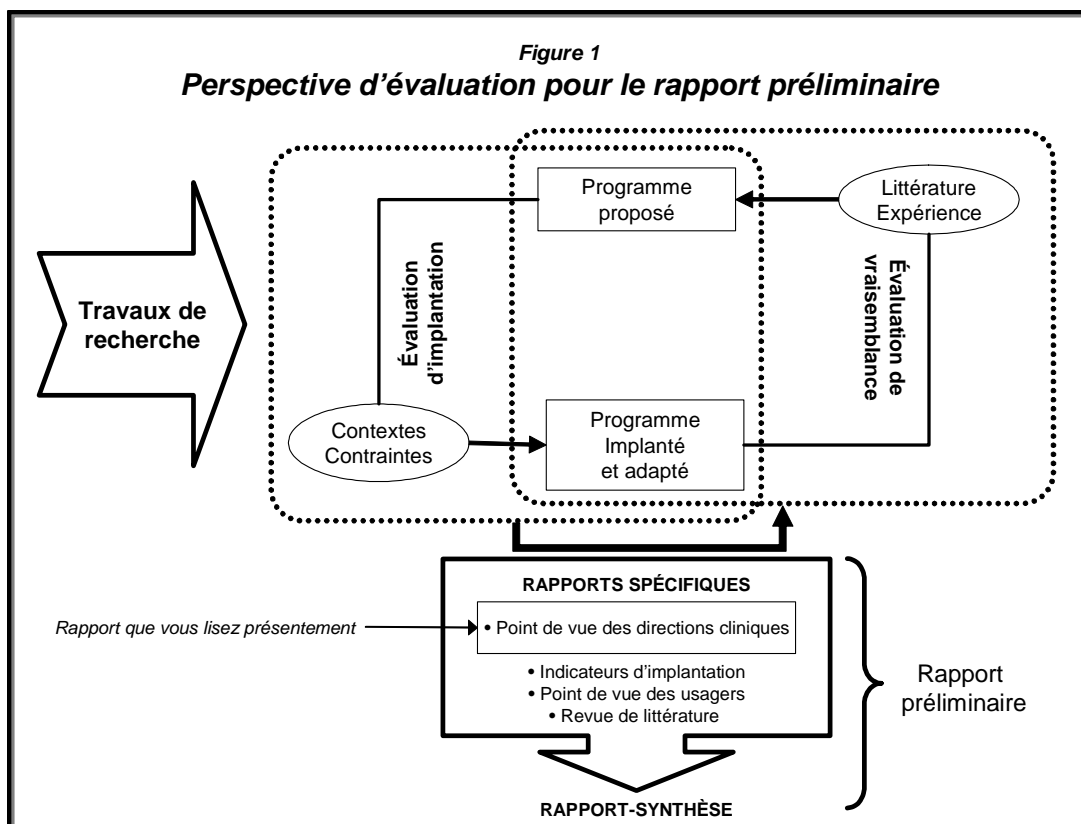 Figure 1
Perspective d'évaluation pour le rapport préliminaire
Programme
proposé
Littérature
Expérience
Travaux de
recherche
Évaluation
d'implantation
Évaluation de
vraisemblance
Contextes
Contraintes
Programme
Implanté
et adapté
RAPPORTS SPÉCIFIQUES
Rapport que vous lisez présentement
• Point de vue des directions cliniques
• Indicateurs d'implantation
• Point de vue des usagers
• Revue de littérature
Rapport
préliminaire
RAPPORT-SYNTHÈSE